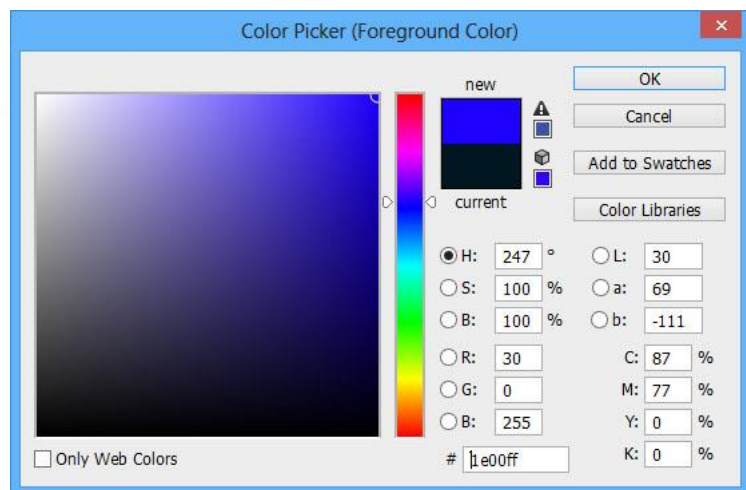 Color Picker (Foreground Color)
new
OK
Cancel
Add to Swatches
current
Color Libraries
H: 247 ° L: 30
S: 100 % a: 69
B: 100 % b: -111
R: 30 C: 87 %
G: 0 M: 77 %
B: 255 Y: 0 %
Only Web Colors # 1e00ff K: 0 %